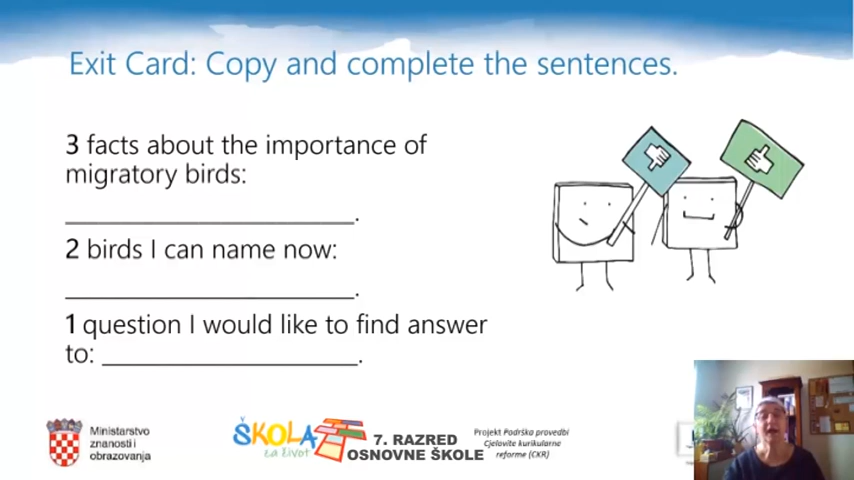 Exit Card: Copy and complete the sentences.
3 facts about the importance of
migratory birds:
______________________.
2 birds I can name now:
______________________.
1 question I would like to find answer
to: ____________________.
Ministarstvo
znanosti i
obrazovanja
ŠKOLA
za život
7. RAZRED
OSNOVNE ŠKOLE
Projekt Podrška provedbi
Cjelovite kurikularne
reforme (CKR)